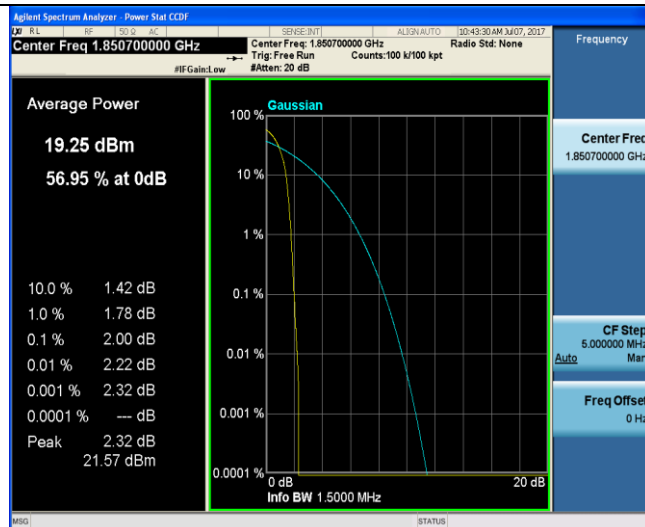 Agilent Spectrum Analyzer - Power Stat CCDF
RL RF 50 Ω AC SENSE:INT ALIGN AUTO 10:43:30 AM Jul 07, 2017
Center Freq 1.850700000 GHz
Center Freq: 1.850700000 GHz Radio Std: None
Trig: Free Run Counts:100 k/100 kpt
#IFGain:Low #Atten: 20 dB
Frequency
Average Power
19.25 dBm
56.95 % at 0dB
10.0 % 1.42 dB
1.0 % 1.78 dB
0.1 % 2.00 dB
0.01 % 2.22 dB
0.001 % 2.32 dB
0.0001 % --- dB
Peak 2.32 dB
21.57 dBm
Gaussian
100 %
10 %
1 %
0.1 %
0.01 %
0.001 %
0.0001 %
0 dB 20 dB
Info BW 1.5000 MHz
Center Freq
1.850700000 GHz
CF Step
5.000000 MHz
Auto Man
Freq Offset
0 Hz
MSG STATUS